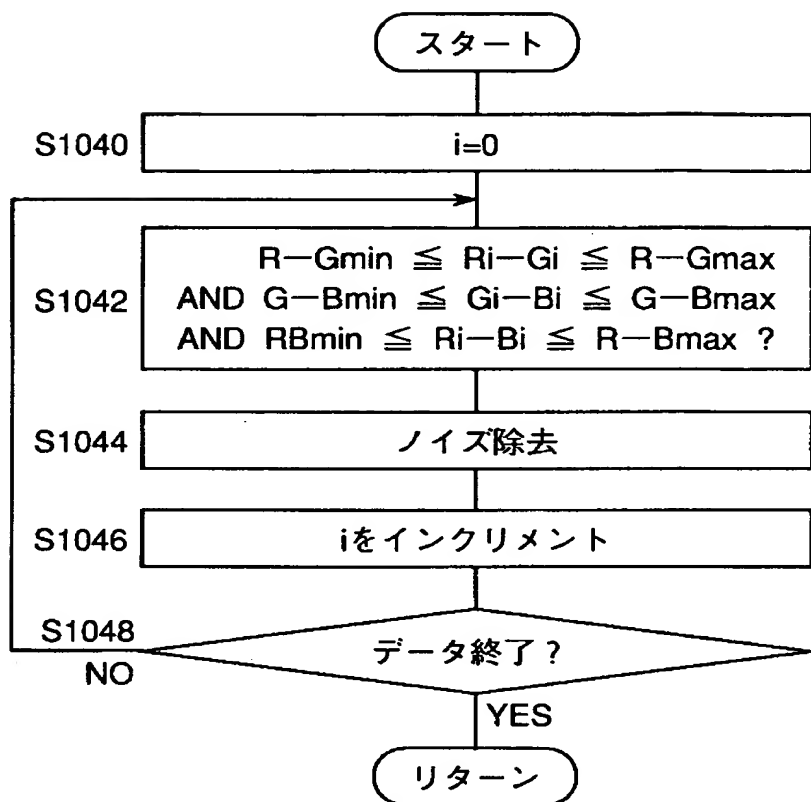 スタート
S1040
i=0
S1042
R−Gmin ≦ Ri−Gi ≦ R−Gmax
AND G−Bmin ≦ Gi−Bi ≦ G−Bmax
AND RBmin ≦ Ri−Bi ≦ R−Bmax ?
S1044
ノイズ除去
S1046
iをインクリメント
S1048
データ終了?
NO
YES
リターン